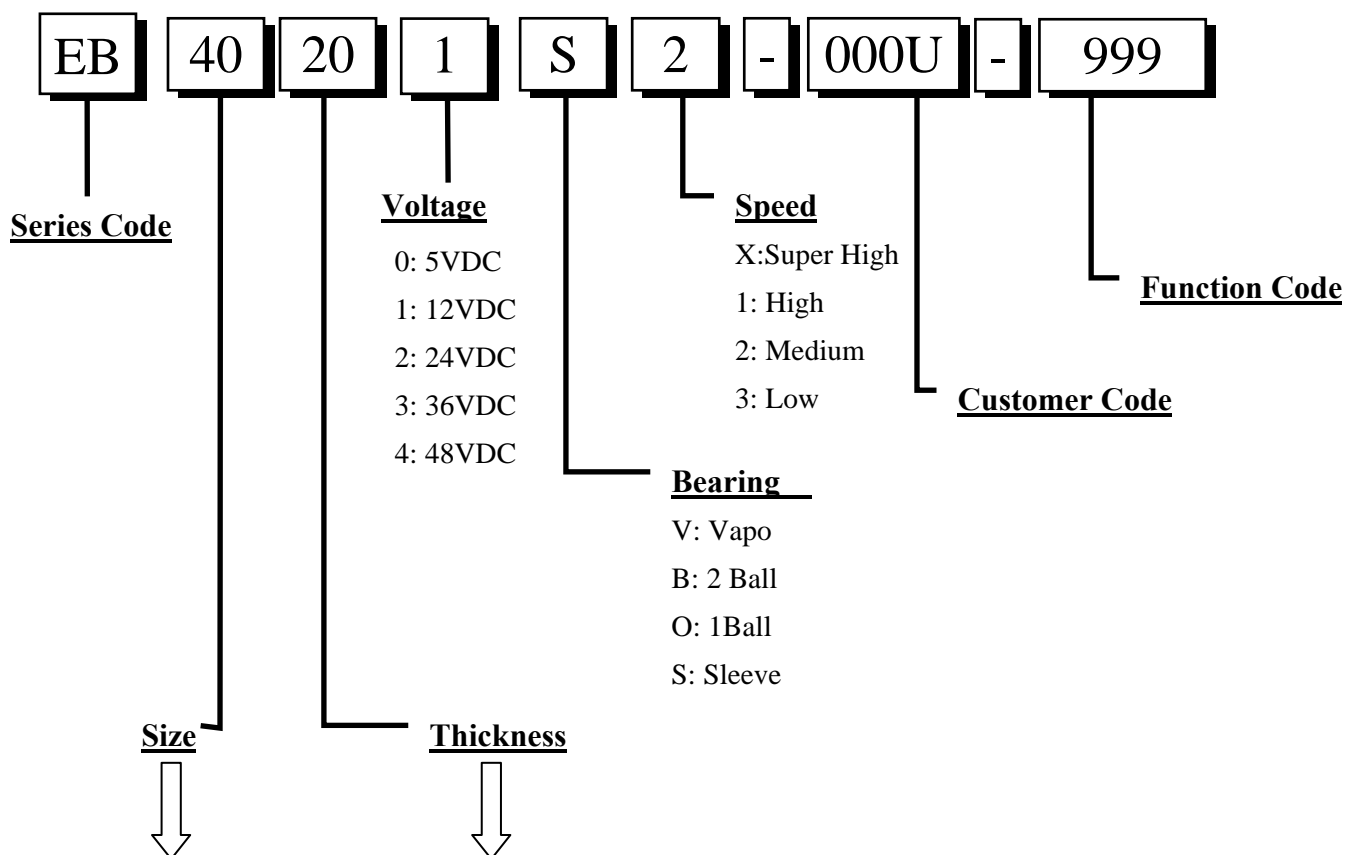 EB 40 20 1 S 2 - 000U - 999
Series Code
Voltage
0: 5VDC
1: 12VDC
2: 24VDC
3: 36VDC
4: 48VDC
Speed
X:Super High
1: High
2: Medium
3: Low
Function Code
Customer Code
Bearing
V: Vapo
B: 2 Ball
O: 1Ball
S: Sleeve
Size
Thickness